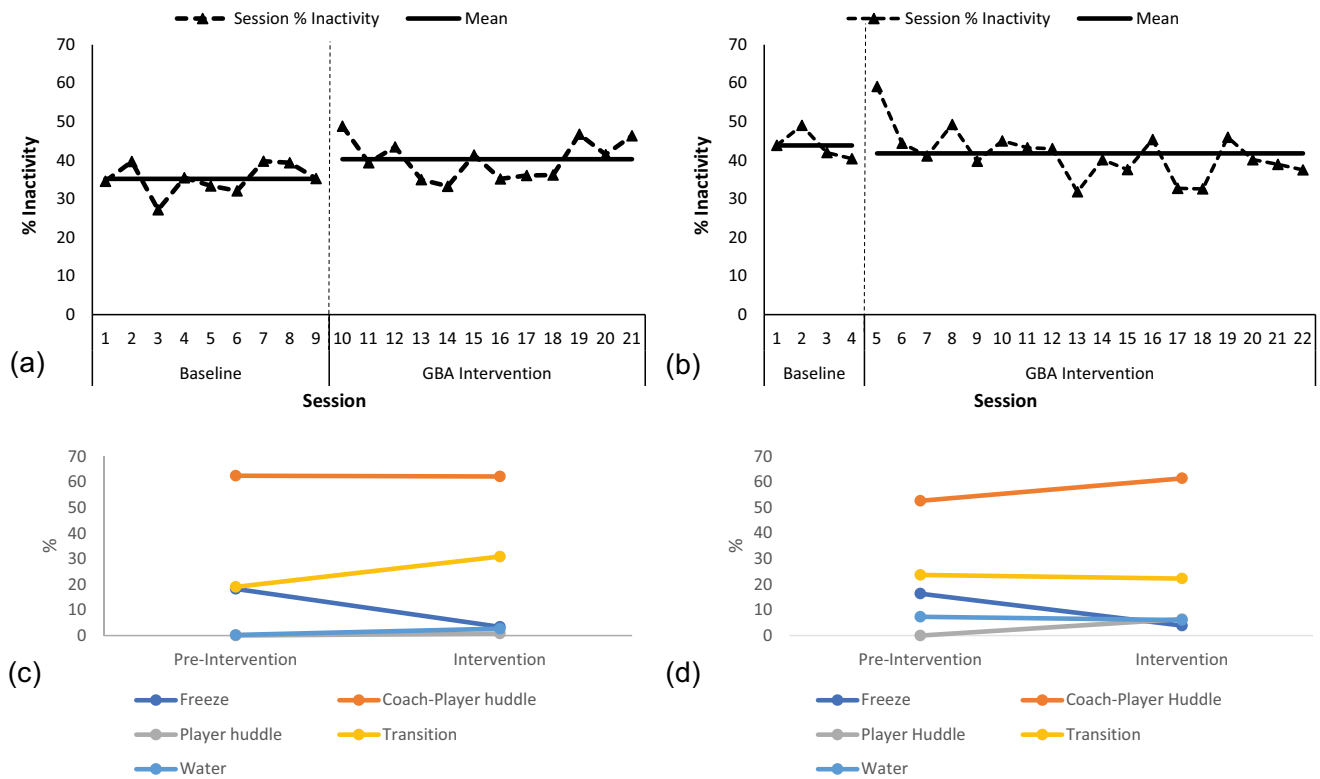 Session % Inactivity Mean
70
60
50
40
30
20
10
0
% Inactivity
1 2 3 4 5 6 7 8 9 10 11 12 13 14 15 16 17 18 19 20 21
Baseline GBA Intervention
Session
(a)
Session % Inactivity Mean
70
60
50
40
30
20
10
0
% Inactivity
1 2 3 4 5 6 7 8 9 10 11 12 13 14 15 16 17 18 19 20 21 22
Baseline GBA Intervention
Session
(b)
70
60
50
40
30
20
10
0
%
Pre-Intervention Intervention
(c)
Freeze Coach-Player huddle
Player huddle Transition
Water
70
60
50
40
30
20
10
0
%
Pre-Intervention Intervention
(d)
Freeze Coach-Player Huddle
Player Huddle Transition
Water